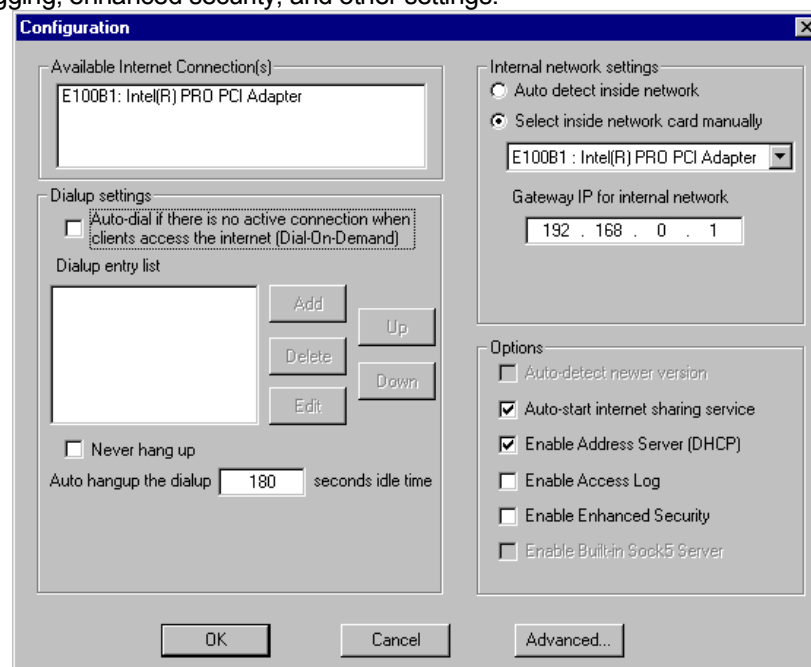 gging, enhanced security, and other settings.
Configuration
Available Internet Connection(s)
E100B1: Intel(R) PRO PCI Adapter
Dialup settings
Auto-dial if there is no active connection when
clients access the internet (Dial-On-Demand)
Dialup entry list
Add
Delete
Edit
Up
Down
Never hang up
Auto hangup the dialup 180 seconds idle time
Internal network settings
Auto detect inside network
Select inside network card manually
E100B1 : Intel(R) PRO PCI Adapter
Gateway IP for internal network
192 . 168 . 0 . 1
Options
Auto-detect newer version
Auto-start internet sharing service
Enable Address Server (DHCP)
Enable Access Log
Enable Enhanced Security
Enable Built-in Sock5 Server
OK
Cancel
Advanced...